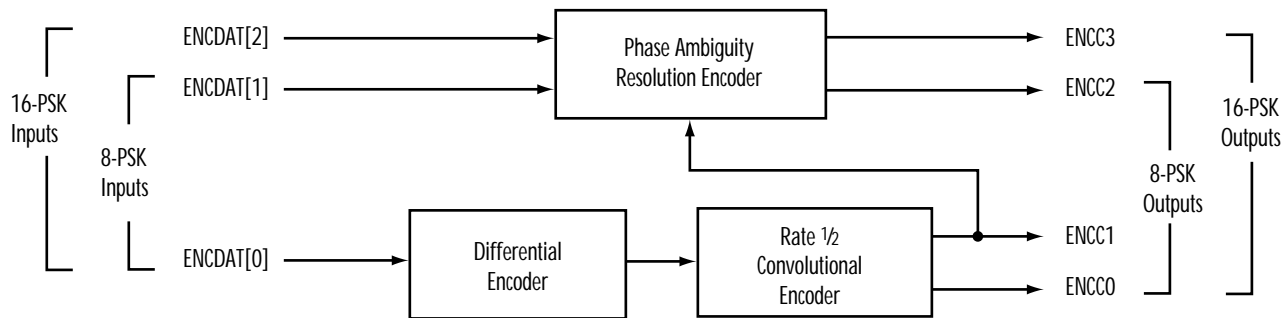 ENCDAT[2]
ENCDAT[1]
16-PSK
Inputs
8-PSK
Inputs
ENCDAT[0]
Phase Ambiguity
Resolution Encoder
Differential
Encoder
Rate ½
Convolutional
Encoder
ENCC3
ENCC2
16-PSK
Outputs
8-PSK
Outputs
ENCC1
ENCC0